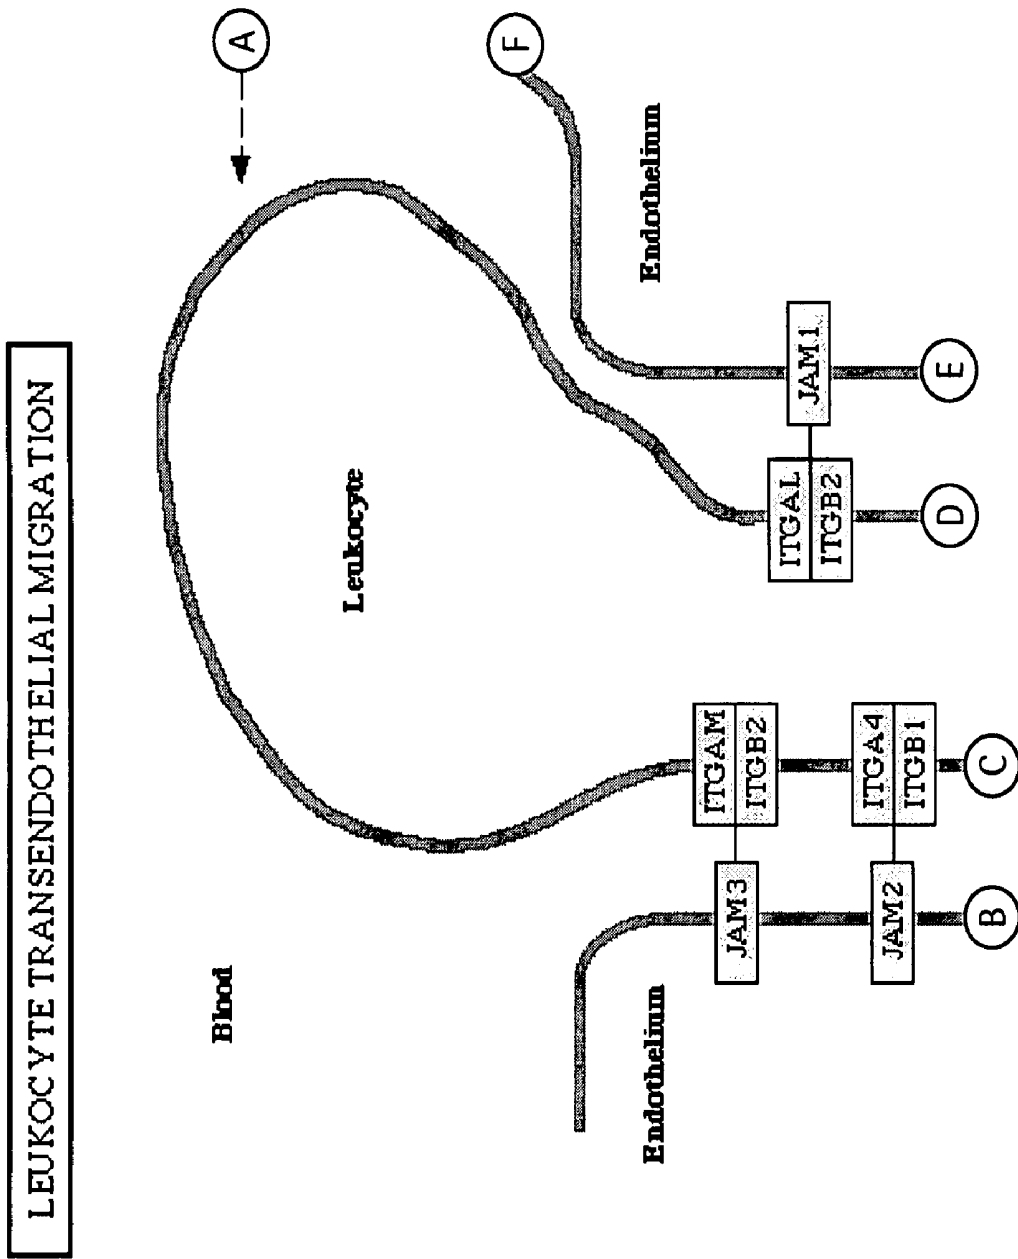 LEUKOCYTE TRANSENDOTHELIAL MIGRATION
Blood
Leukocyte
A
F
Endothelium
Endothelium
JAM3
ITGAM
ITGB2
ITGAL
ITGB2
JAM1
JAM2
ITGA4
ITGB1
B
C
D
E